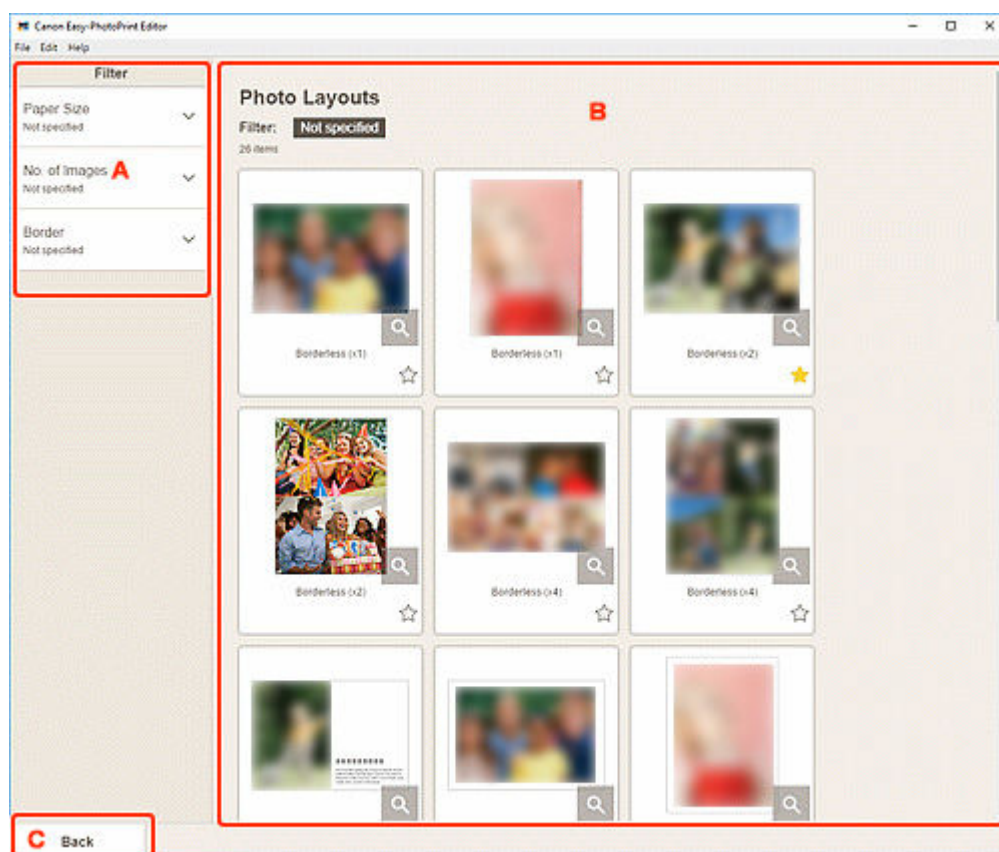 Canon Easy-PhotoPrint Editor
File Edit Help
Filter
Paper Size
Not specified
No. of Images A
Not specified
Border
Not specified
Photo Layouts
B
Filter: Not specified
26 items
Borderless (x1)
Borderless (x1)
Borderless (x2)
Borderless (x2)
Borderless (x4)
Borderless (x4)
C Back